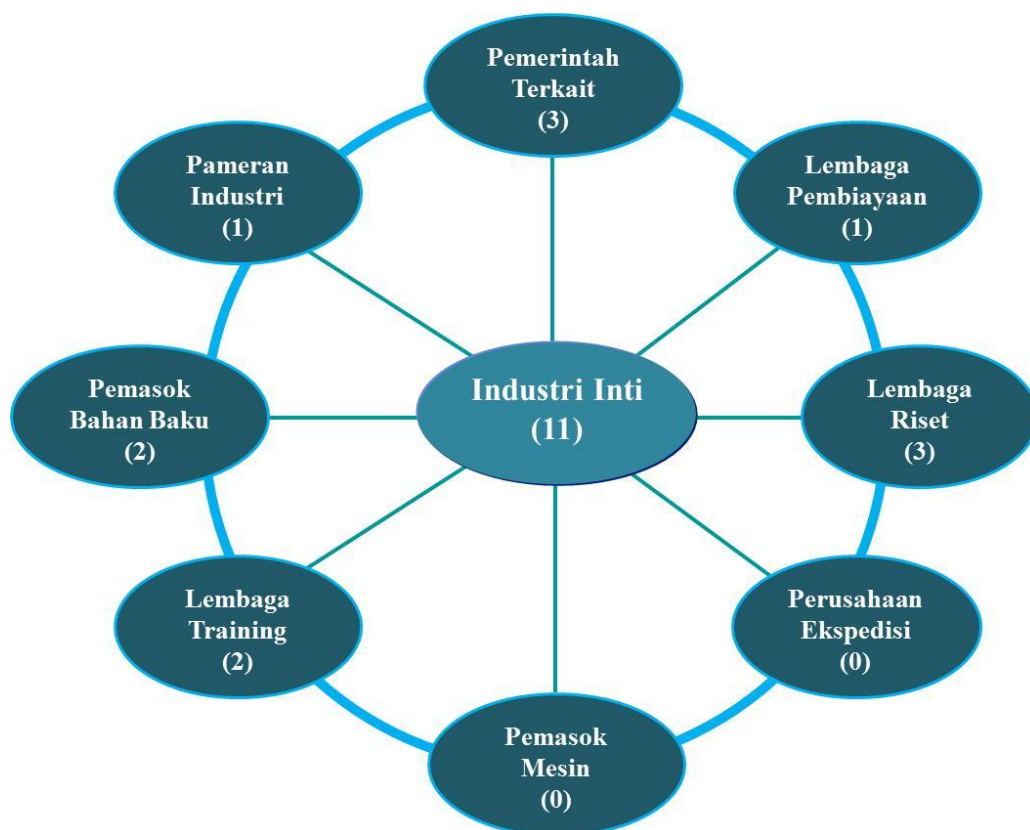 Pemerintah
Terkait
(3)
Pameran
Industri
(1)
Lembaga
Pembiayaan
(1)
Pemasok
Bahan Baku
(2)
Industri Inti
(11)
Lembaga
Riset
(3)
Lembaga
Training
(2)
Perusahaan
Ekspedisi
(0)
Pemasok
Mesin
(0)